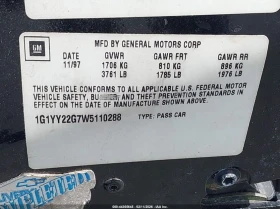 GM
MFD BY GENERAL MOTORS CORP
DATE GVWR GAWR FRT GAWR RR
11/97 1706 KG 810 KG 896 KG
3761 LB 1785 LB 1976 LB
THIS VEHICLE CONFORMS TO ALL APPLICABLE U.S. FEDERAL MOTOR
VEHICLE SAFETY, AND THEFT PREVENTION STANDARDS IN
EFFECT ON THE DATE OF MANUFACTURE SHOWN ABOVE.
1G1YY22G7W5110288 TYPE: PASS CAR